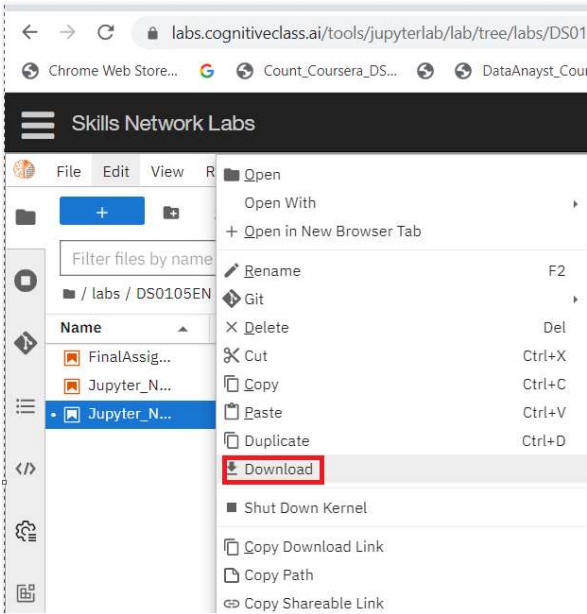 labs.cognitiveclass.ai/tools/jupyterlab/lab/tree/labs/DS01
Chrome Web Store... G Count_Coursera_DS... DataAnayst_Cour
Skills Network Labs
File Edit View R
Filter files by name
/ labs / DS0105EN
Name
FinalAssig...
Jupyter_N...
Jupyter_N...
Open
Open With
Open in New Browser Tab
Rename F2
Git
Delete Del
Cut Ctrl+X
Copy Ctrl+C
Paste Ctrl+V
Duplicate Ctrl+D
Download
Shut Down Kernel
Copy Download Link
Copy Path
Copy Shareable Link